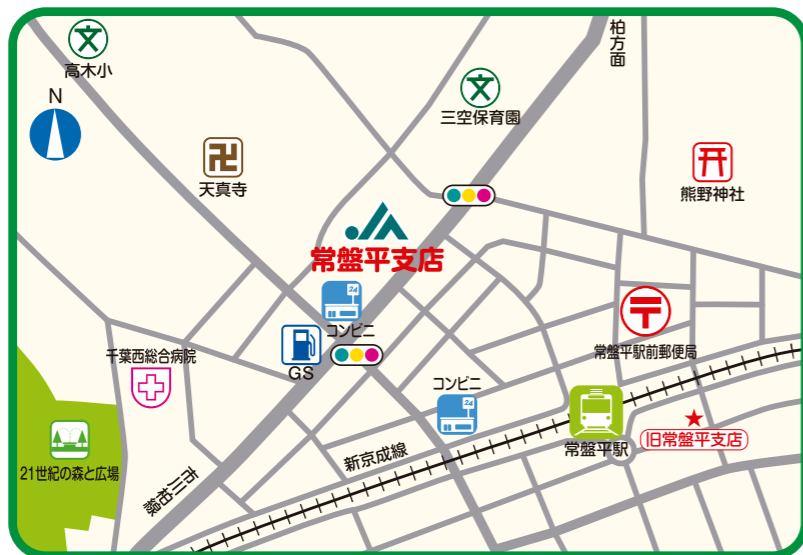 高木小
N
柏方面
三空保育園
天真寺
熊野神社
JA
常盤平支店
24
コンビニ
GS
千葉西総合病院
常盤平駅前郵便局
コンビニ
24
21世紀の森と広場
市川柏線
新京成線
常盤平駅
旧常盤平支店